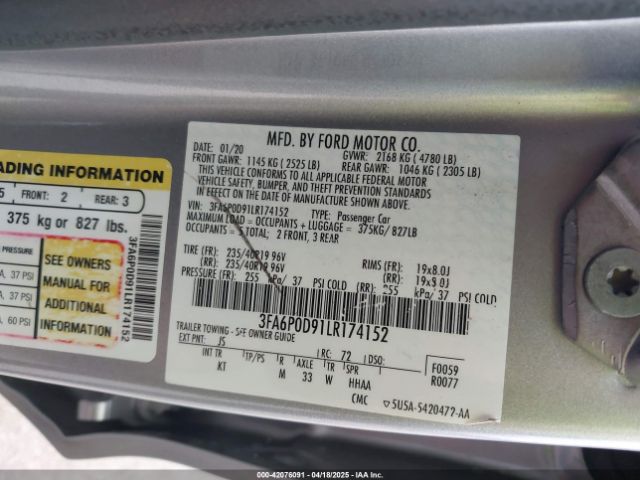 ADING INFORMATION
5 FRONT: 2 REAR: 3
375 kg or 827 lbs.
PRESSURE
A, 37 PSI
A, 37 PSI
A, 60 PSI
SEE OWNERS
MANUAL FOR
ADDITIONAL
INFORMATION
3FA6P0D91LR174152
MFD. BY FORD MOTOR CO.
DATE: 01/20 GVWR: 2168 KG ( 4780 LB)
FRONT GAWR: 1145 KG ( 2525 LB) REAR GAWR: 1046 KG ( 2305 LB)
THIS VEHICLE CONFORMS TO ALL APPLICABLE FEDERAL MOTOR
VEHICLE SAFETY, BUMPER, AND THEFT PREVENTION STANDARDS
IN EFFECT ON THE DATE OF MANUFACTURE SHOWN ABOVE
VIN: 3FA6P0D91LR174152 TYPE: Passenger Car
MAXIMUM LOAD = OCCUPANTS + LUGGAGE = 375KG/ 827LB
OCCUPANTS = 5 TOTAL: 2 FRONT, 3 REAR
TIRE (FR): 235/40R19 96V RIMS (FR): 19x8.0J
(RR): 235/40R19 96V (RR): 19x8.0J
PRESSURE (FR): 255 kPa/ 37 PSI COLD (RR): 255 kPa/ 37 PSI COLD
3FA6P0D91LR174152
TRAILER TOWING - SEE OWNER GUIDE
EXT PNT: JS RC: 72 DSO: F0059
INT TR TP/PS R AXLE TR SPR R0077
KT M 33 W HHAA
CMC 5USA-S420472-AA
000-42076091 - 04/18/2025 - IAAI.COM